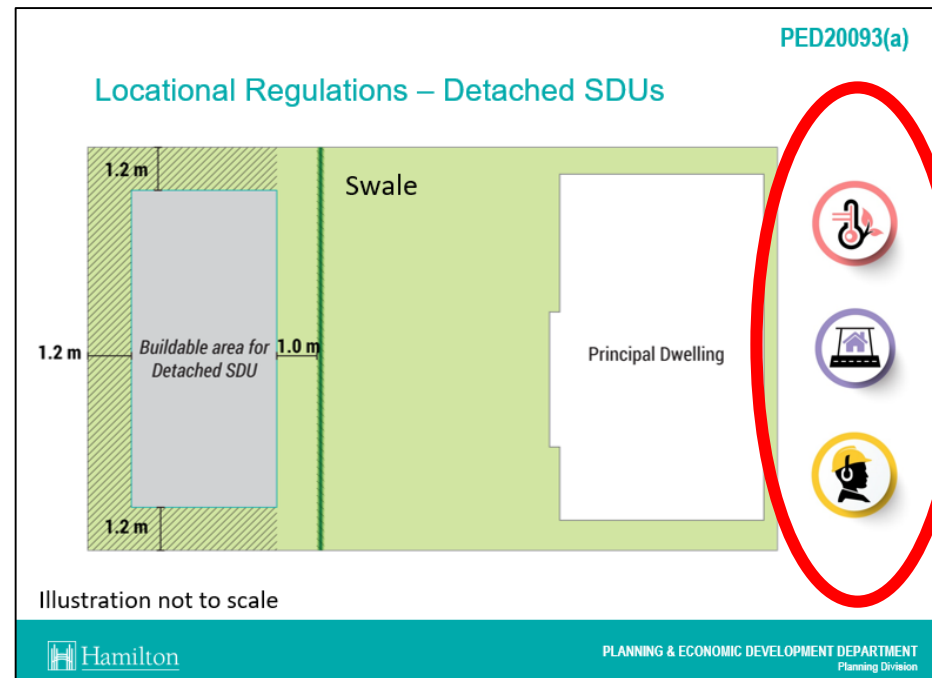 PED20093(a)
Locational Regulations – Detached SDUs
1.2 m
Swale
1.2 m
Buildable area for
Detached SDU
1.0 m
Principal Dwelling
1.2 m
Illustration not to scale
Hamilton
PLANNING & ECONOMIC DEVELOPMENT DEPARTMENT
Planning Division